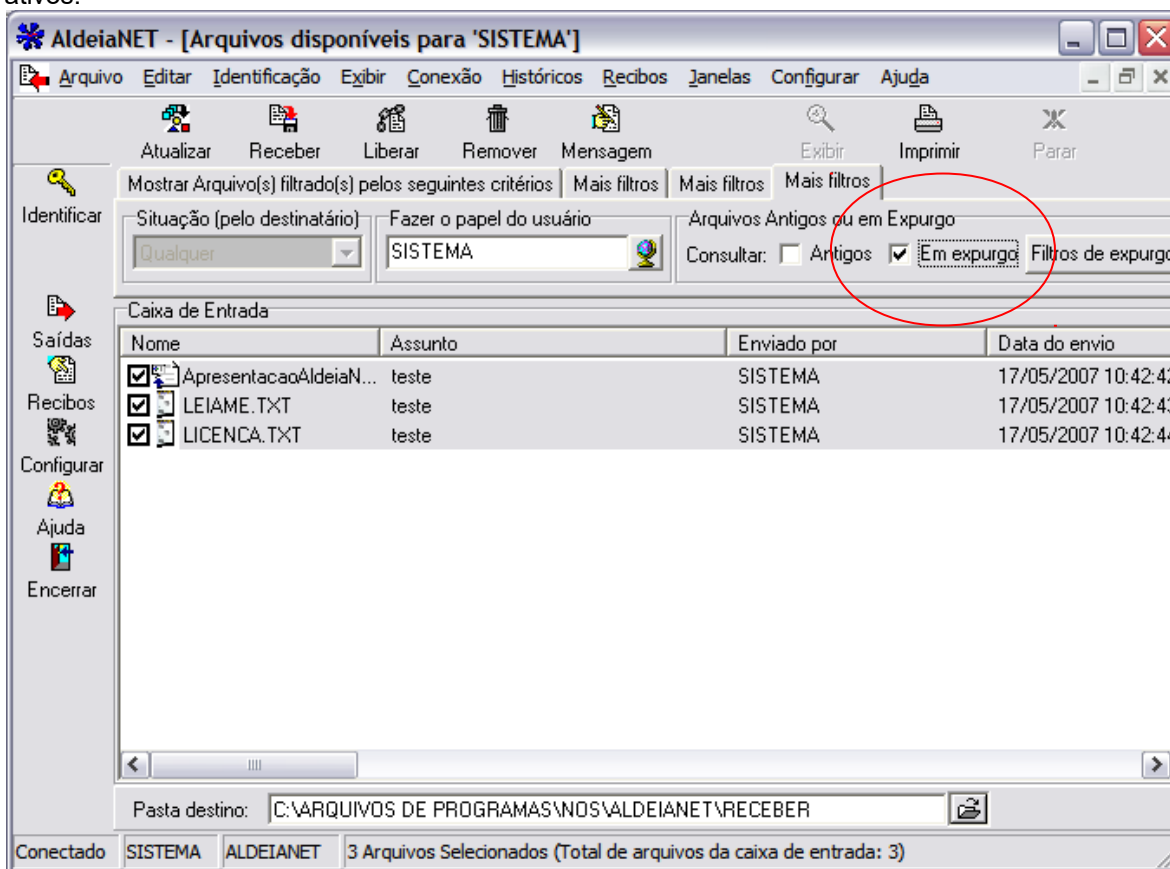 ativos.
AldeiaNET - [Arquivos disponíveis para 'SISTEMA']
Arquivo Editar Identificação Exibir Conexão Históricos Recibos Janelas Configurar Ajuda
Atualizar Receber Liberar Remover Mensagem Exibir Imprimir Parar
Identificar
Mostrar Arquivo(s) filtrado(s) pelos seguintes critérios Mais filtros Mais filtros Mais filtros
Situação (pelo destinatário) Fazer o papel do usuário Arquivos Antigos ou em Expurgo
Qualquer SISTEMA Consultar: Antigos Em expurgo Filtros de expurgo
Caixa de Entrada
Saídas
Recibos
Configurar
Ajuda
Encerrar
Nome Assunto Enviado por Data do envio
ApresentacaoAldeiaN... teste SISTEMA 17/05/2007 10:42:42
LEIAME.TXT teste SISTEMA 17/05/2007 10:42:43
LICENCA.TXT teste SISTEMA 17/05/2007 10:42:44
Pasta destino: C:\ARQUIVOS DE PROGRAMAS\NOS\ALDEIANET\RECEBER
Conectado SISTEMA ALDEIANET 3 Arquivos Selecionados (Total de arquivos da caixa de entrada: 3)